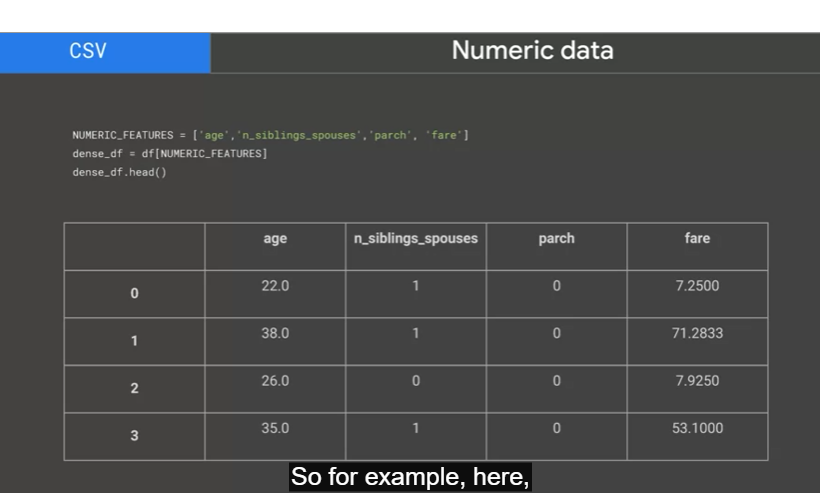 CSV
Numeric data
NUMERIC_FEATURES = ['age','n_siblings_spouses','parch', 'fare']
dense_df = df[NUMERIC_FEATURES]
dense_df.head()
age n_siblings_spouses parch fare
0 22.0 1 0 7.2500
1 38.0 1 0 71.2833
2 26.0 0 0 7.9250
3 35.0 1 0 53.1000
So for example, here,